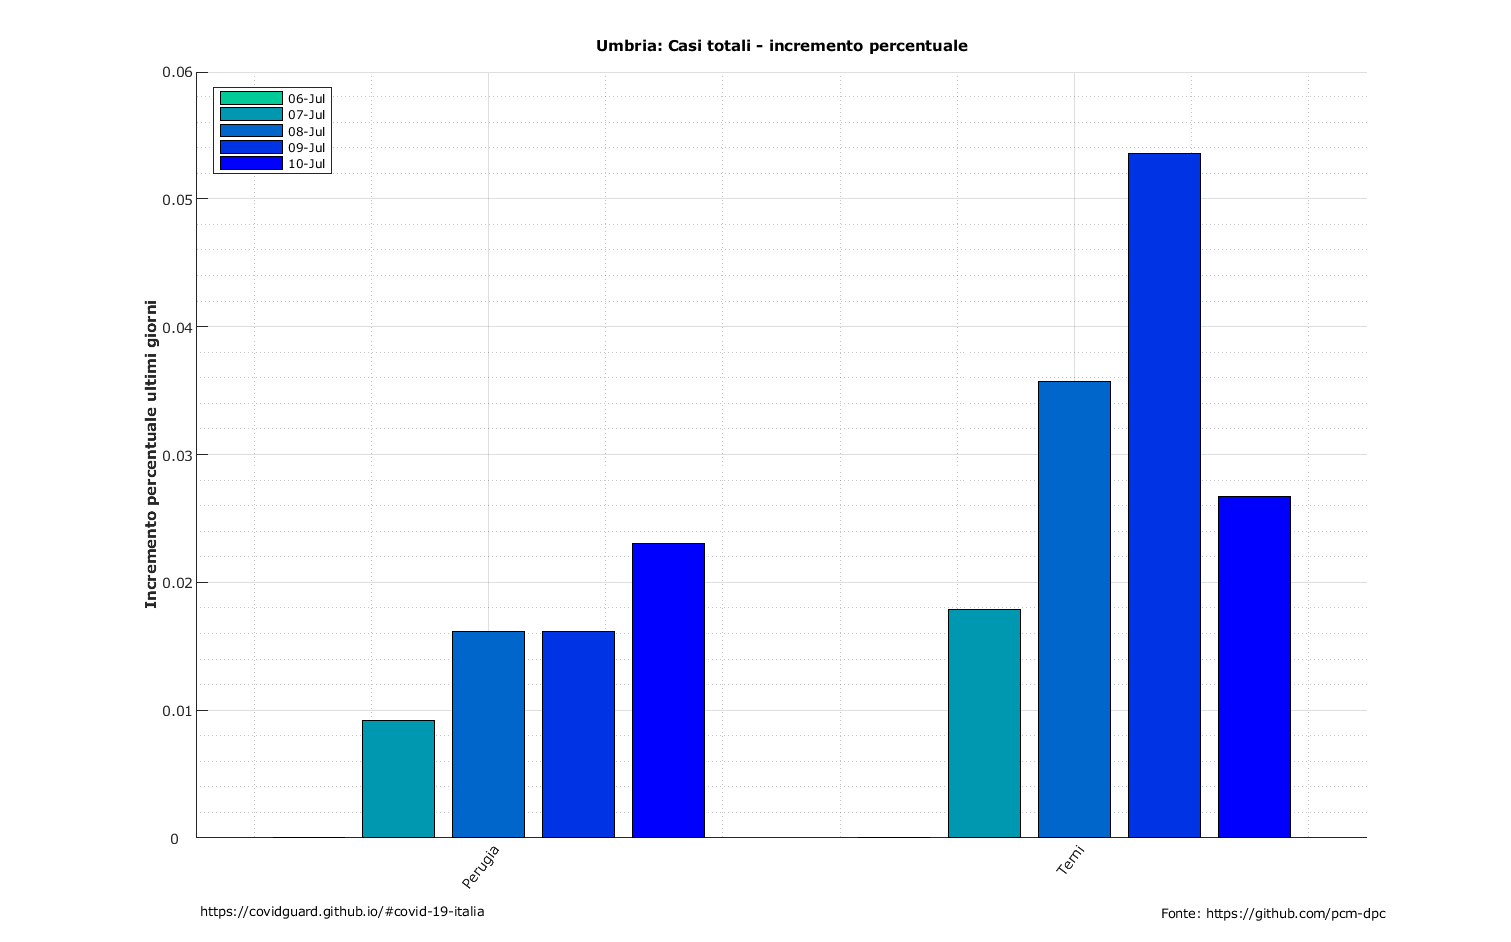 Umbria: Casi totali - incremento percentuale
06-Jul
07-Jul
08-Jul
09-Jul
10-Jul
Incremento percentuale ultimi giorni
0.06
0.05
0.04
0.03
0.02
0.01
0
Perugia
Terni
https://covidguard.github.io/#covid-19-italia
Fonte: https://github.com/pcm-dpc